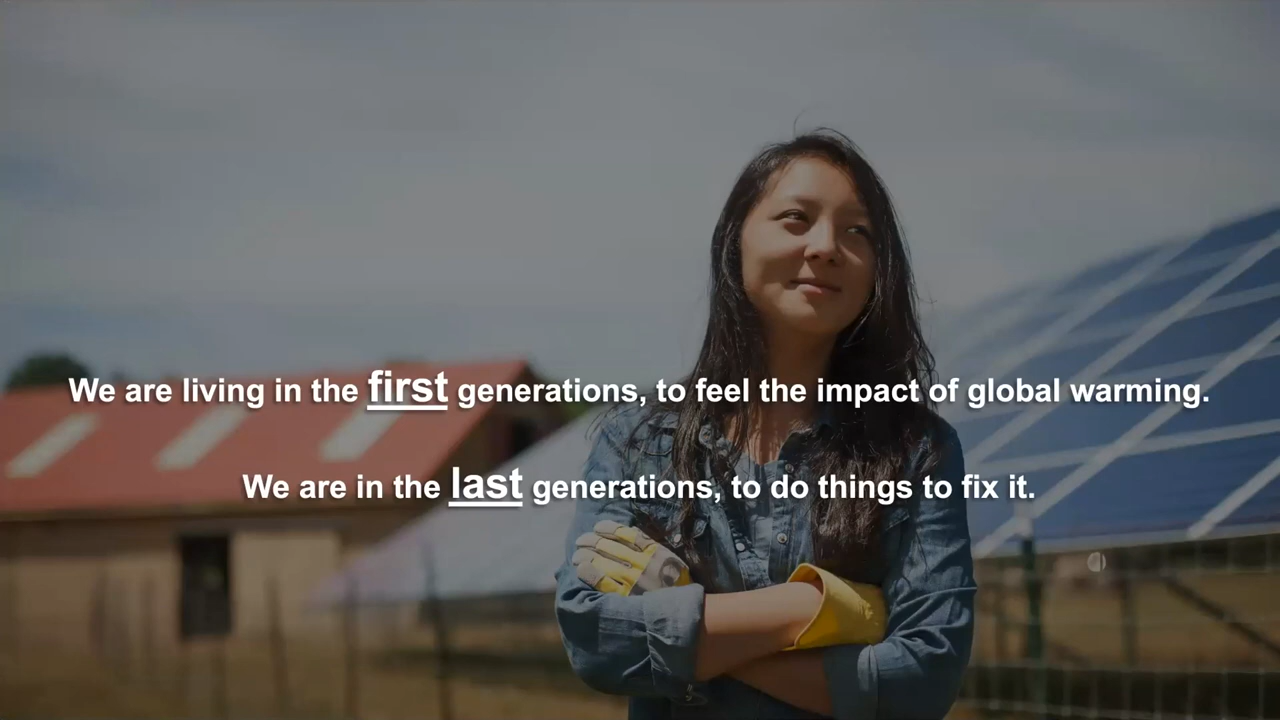 We are living in the first generations, to feel the impact of global warming.
We are in the last generations, to do things to fix it.